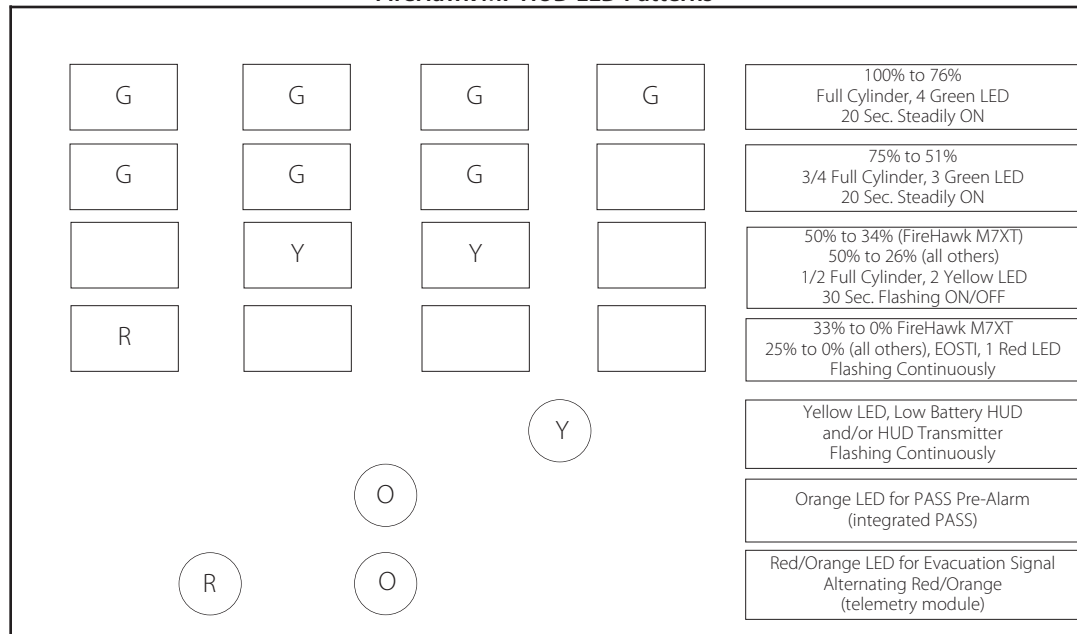 G G G G
100% to 76%
Full Cylinder, 4 Green LED
20 Sec. Steadily ON
G G G
75% to 51%
3/4 Full Cylinder, 3 Green LED
20 Sec. Steadily ON
Y Y
50% to 34% (FireHawk M7XT)
50% to 26% (all others)
1/2 Full Cylinder, 2 Yellow LED
30 Sec. Flashing ON/OFF
R
33% to 0% FireHawk M7XT
25% to 0% (all others), EOSTI, 1 Red LED
Flashing Continuously
Y
Yellow LED, Low Battery HUD
and/or HUD Transmitter
Flashing Continuously
O
Orange LED for PASS Pre-Alarm
(integrated PASS)
R O
Red/Orange LED for Evacuation Signal
Alternating Red/Orange
(telemetry module)